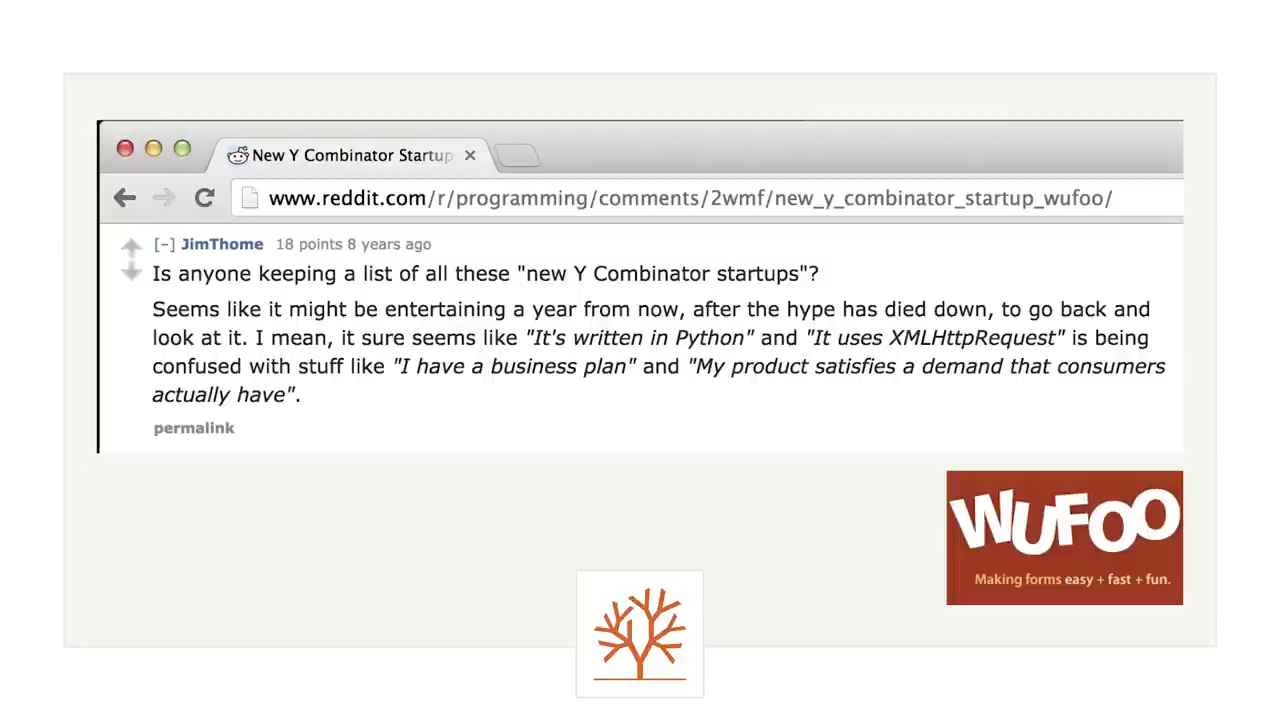 New Y Combinator Startup
www.reddit.com/r/programming/comments/2wmf/new_y_combinator_startup_wufoo/
[–] JimThome 18 points 8 years ago
Is anyone keeping a list of all these "new Y Combinator startups"?
Seems like it might be entertaining a year from now, after the hype has died down, to go back and
look at it. I mean, it sure seems like "It's written in Python" and "It uses XMLHttpRequest" is being
confused with stuff like "I have a business plan" and "My product satisfies a demand that consumers
actually have".
permalink
WUFOO
Making forms easy + fast + fun.